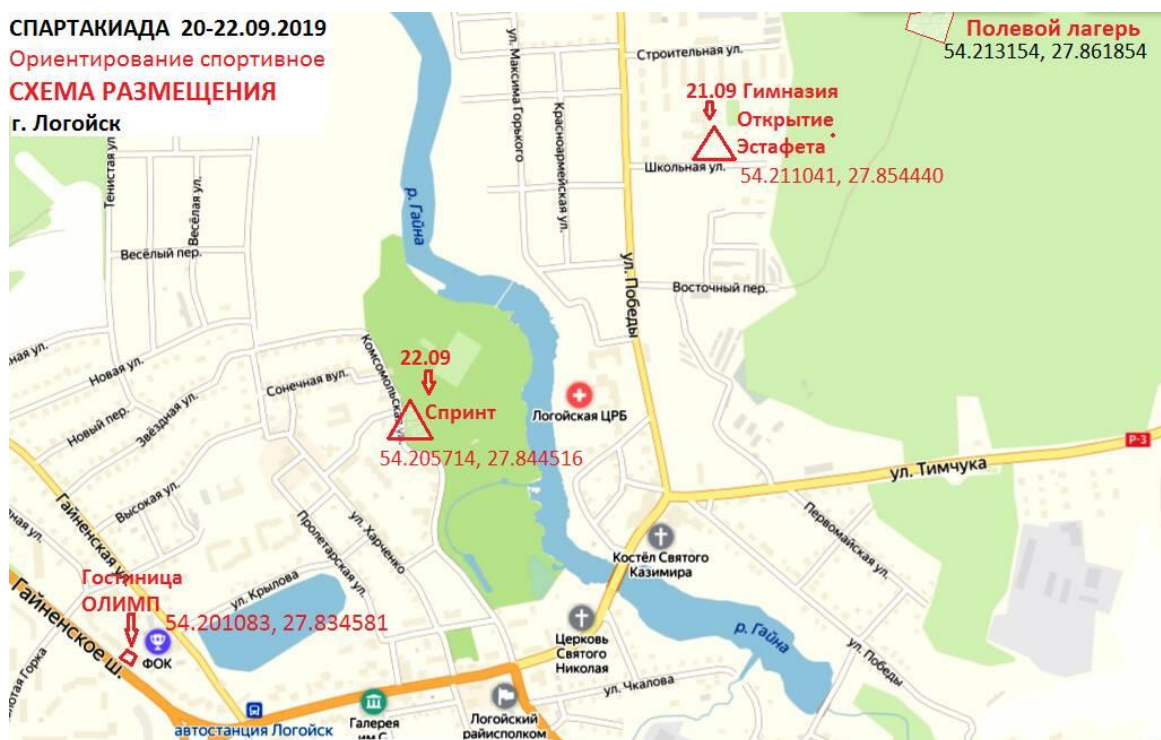 СПАРТАКИАДА 20-22.09.2019
Ориентирование спортивное
СХЕМА РАЗМЕЩЕНИЯ
г. Логойск
Полевой лагерь
54.213154, 27.861854
Строительная ул.
ул. Максима Горького
Красноармейская ул.
21.09 Гимназия
Открытие
Эстафета
Школьная ул.
54.211041, 27.854440
Тенистая ул.
Весёлая ул.
Весёлый пер.
р. Гайна
ул. Победы
Восточный пер.
Комсомольская ул.
22.09
Спринт
54.205714, 27.844516
Новая ул.
Сонечная вул.
Новый пер.
Звёздная ул.
Логойская ЦРБ
Р-3
ул. Тимчука
Высокая ул.
Гайненская ул.
Пролетарская ул.
ул. Харченко
Первомайская ул.
Костёл Святого
Казимира
Гостиница
ОЛИМП
54.201083, 27.834581
ул. Крылова
Гайненское ш.
ФОК
Церковь
Святого
Николая
р. Гайна
ул. Победы
ул. Чкалова
автостанция Логойск
Галерея
Логойский
райисполком